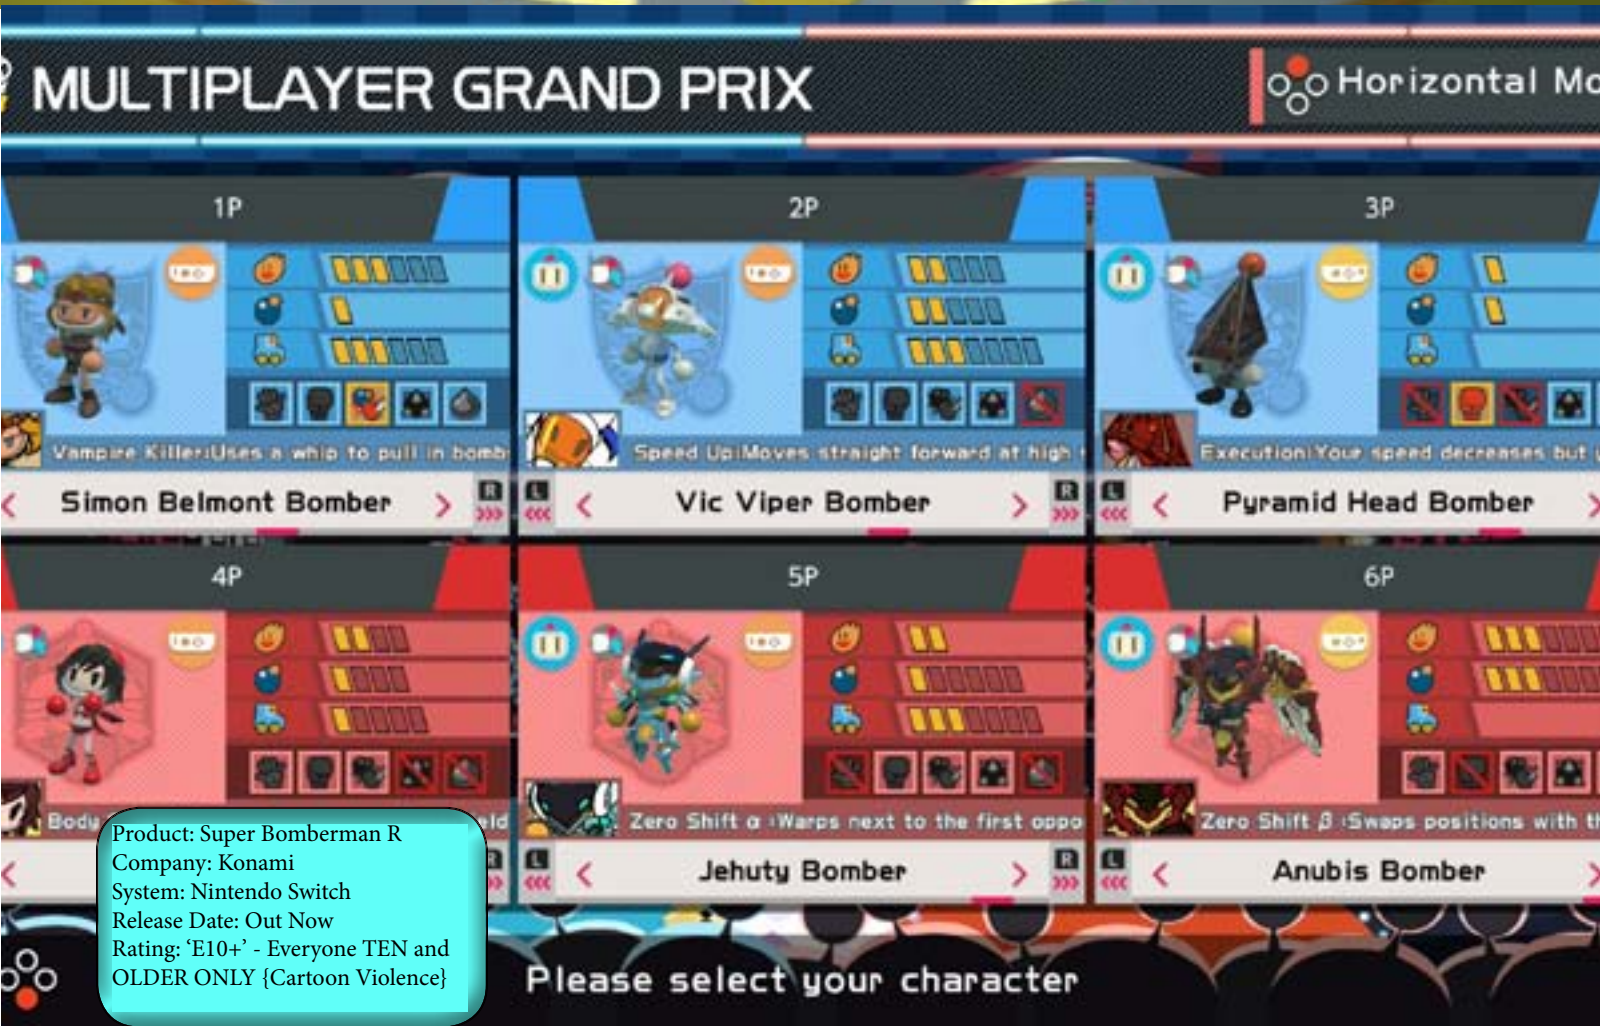 MULTIPLAYER GRAND PRIX
Horizontal Mo
1P
2P
3P
Vampire Killer:Uses a whip to pull in bomb
Speed Up:Moves straight forward at high
Execution:Your speed decreases but
Simon Belmont Bomber
R
L
Vic Viper Bomber
R
L
Pyramid Head Bomber
4P
5P
6P
Body
eld
Zero Shift α :Warps next to the first oppo
Zero Shift β :Swaps positions with th
R
L
Jehuty Bomber
R
L
Anubis Bomber
Product: Super Bomberman R
Company: Konami
System: Nintendo Switch
Release Date: Out Now
Rating: ‘E10+’ - Everyone TEN and
OLDER ONLY {Cartoon Violence}
Please select your character